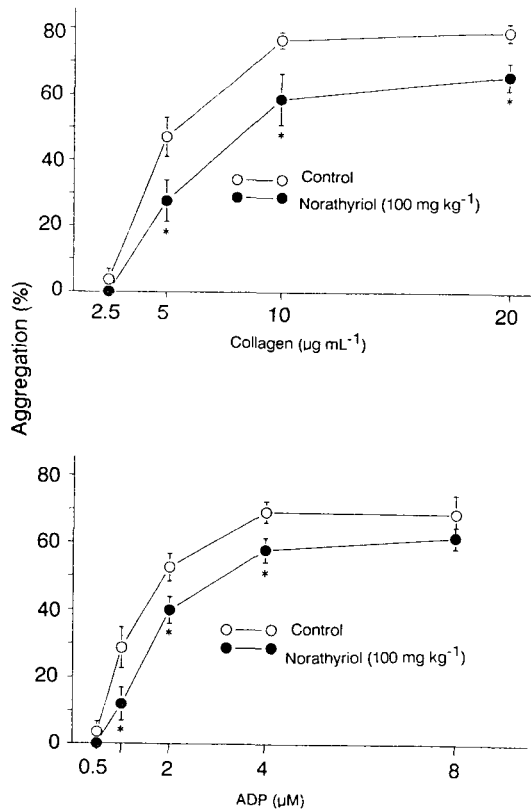 80
60
40
20
0
*
*
*
Control
Norathyriol (100 mg kg⁻¹)
2.5 5 10 20
Collagen (µg mL⁻¹)
Aggregation (%)
80
60
40
20
0
*
*
*
Control
Norathyriol (100 mg kg⁻¹)
0.5 2 4 8
ADP (µM)